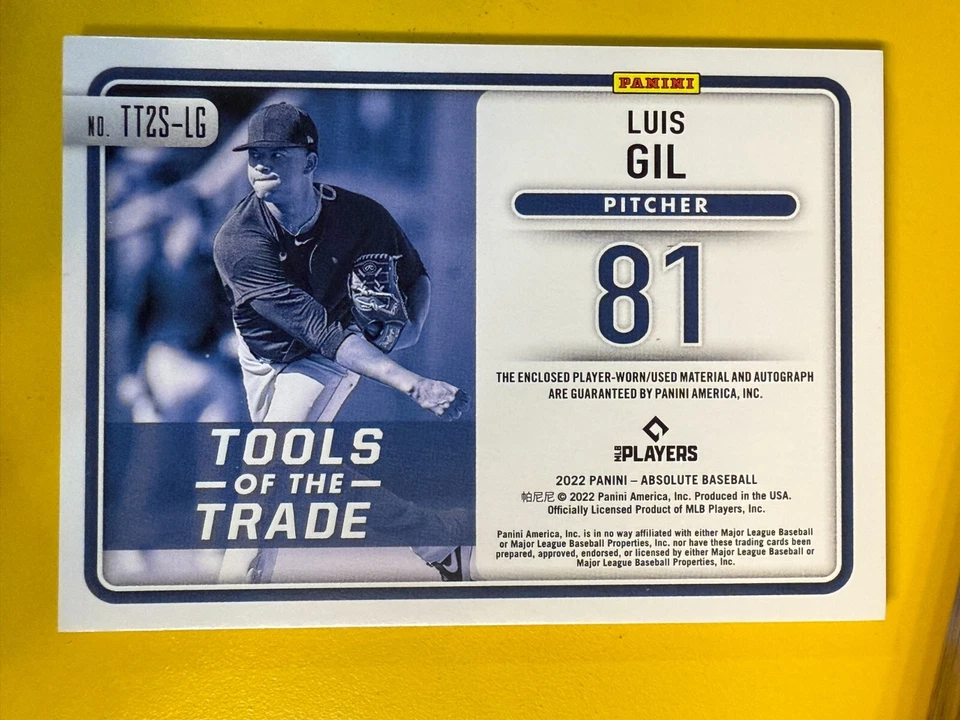 NO. TT2S-LG
TOOLS
OF THE
TRADE
PANINI
LUIS
GIL
PITCHER
81
THE ENCLOSED PLAYER-WORN/USED MATERIAL AND AUTOGRAPH
ARE GUARANTEED BY PANINI AMERICA, INC.
MLB PLAYERS
2022 PANINI – ABSOLUTE BASEBALL
帕尼尼 © 2022 Panini America, Inc. Produced in the USA.
Officially Licensed Product of MLB Players, Inc.
Panini America, Inc. is in no way affiliated with either Major League Baseball
or Major League Baseball Properties, Inc. nor have these trading cards been
prepared, approved, endorsed, or licensed by either Major League Baseball or
Major League Baseball Properties, Inc.